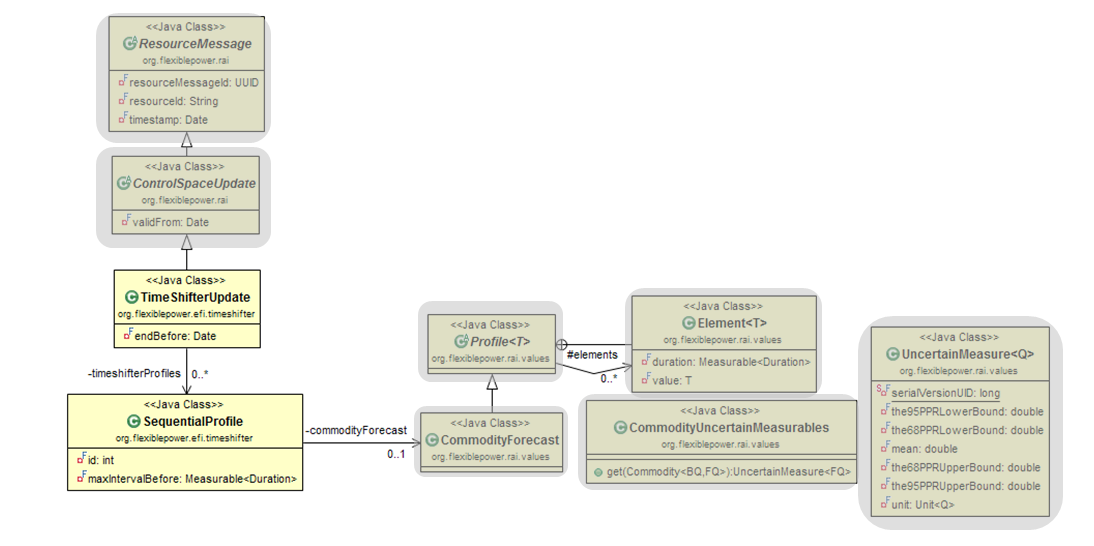 <<Java Class>>
ResourceMessage
org.flexiblepower.rai
resourceMessageId: UUID
resourceId: String
timestamp: Date
<<Java Class>>
ControlSpaceUpdate
org.flexiblepower.rai
validFrom: Date
<<Java Class>>
TimeShifterUpdate
org.flexiblepower.efi.timeshifter
endBefore: Date
-timeshifterProfiles
0..*
<<Java Class>>
SequentialProfile
org.flexiblepower.efi.timeshifter
id: int
maxIntervalBefore: Measurable<Duration>
-commodityForecast
0..1
<<Java Class>>
Profile<T>
org.flexiblepower.rai.values
#elements
0..*
<<Java Class>>
CommodityForecast
org.flexiblepower.rai.values
<<Java Class>>
Element<T>
org.flexiblepower.rai.values
duration: Measurable<Duration>
value: T
<<Java Class>>
CommodityUncertainMeasurables
org.flexiblepower.rai.values
get(Commodity<BQ,FQ>):UncertainMeasure<FQ>
<<Java Class>>
UncertainMeasure<Q>
org.flexiblepower.rai.values
serialVersionUID: long
the95PPRLowerBound: double
the68PPRLowerBound: double
mean: double
the68PPRUpperBound: double
the95PPRUpperBound: double
unit: Unit<Q>